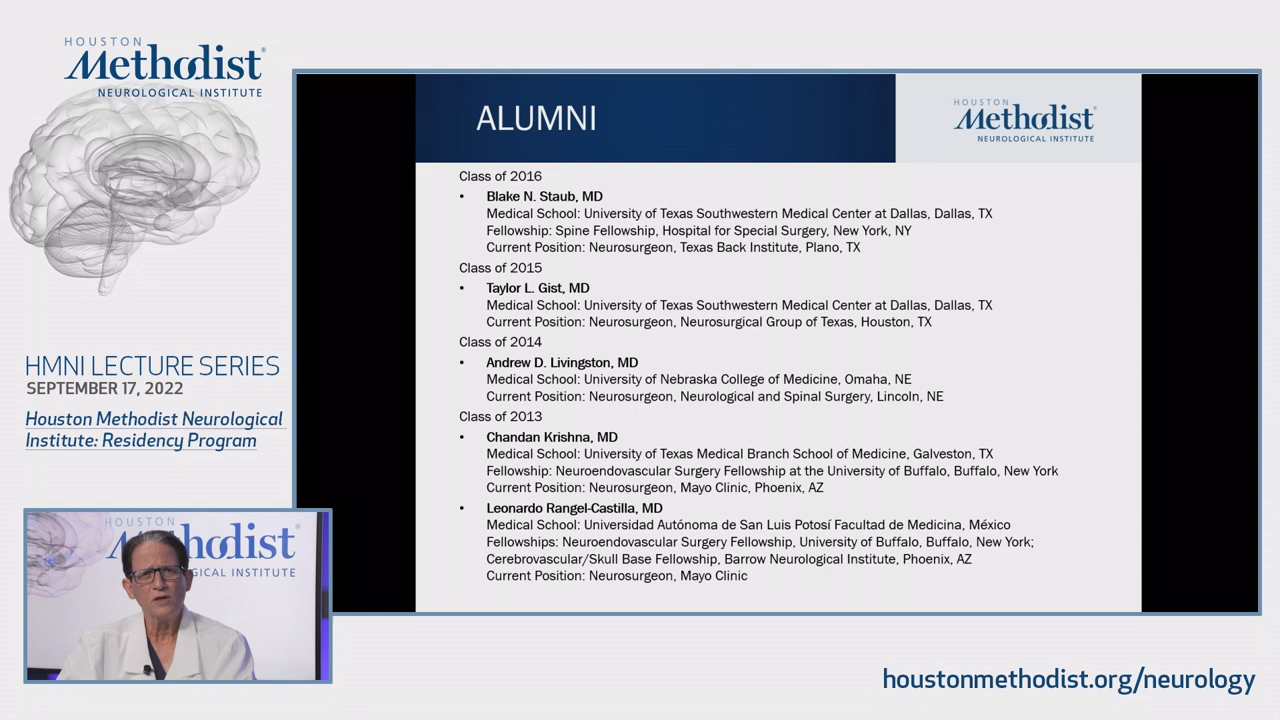 HOUSTON
Methodist®
NEUROLOGICAL INSTITUTE
HMNI LECTURE SERIES
SEPTEMBER 17, 2022
Houston Methodist Neurological
Institute: Residency Program
ALUMNI
HOUSTON
Methodist®
NEUROLOGICAL INSTITUTE
Class of 2016
• Blake N. Staub, MD
Medical School: University of Texas Southwestern Medical Center at Dallas, Dallas, TX
Fellowship: Spine Fellowship, Hospital for Special Surgery, New York, NY
Current Position: Neurosurgeon, Texas Back Institute, Plano, TX
Class of 2015
• Taylor L. Gist, MD
Medical School: University of Texas Southwestern Medical Center at Dallas, Dallas, TX
Current Position: Neurosurgeon, Neurosurgical Group of Texas, Houston, TX
Class of 2014
• Andrew D. Livingston, MD
Medical School: University of Nebraska College of Medicine, Omaha, NE
Current Position: Neurosurgeon, Neurological and Spinal Surgery, Lincoln, NE
Class of 2013
• Chandan Krishna, MD
Medical School: University of Texas Medical Branch School of Medicine, Galveston, TX
Fellowship: Neuroendovascular Surgery Fellowship at the University of Buffalo, Buffalo, New York
Current Position: Neurosurgeon, Mayo Clinic, Phoenix, AZ
• Leonardo Rangel-Castilla, MD
Medical School: Universidad Autónoma de San Luis Potosí Facultad de Medicina, México
Fellowships: Neuroendovascular Surgery Fellowship, University of Buffalo, Buffalo, New York;
Cerebrovascular/Skull Base Fellowship, Barrow Neurological Institute, Phoenix, AZ
Current Position: Neurosurgeon, Mayo Clinic
HOUSTON
M hodist®
OLOGICAL INSTITUTE
houstonmethodist.org/neurology